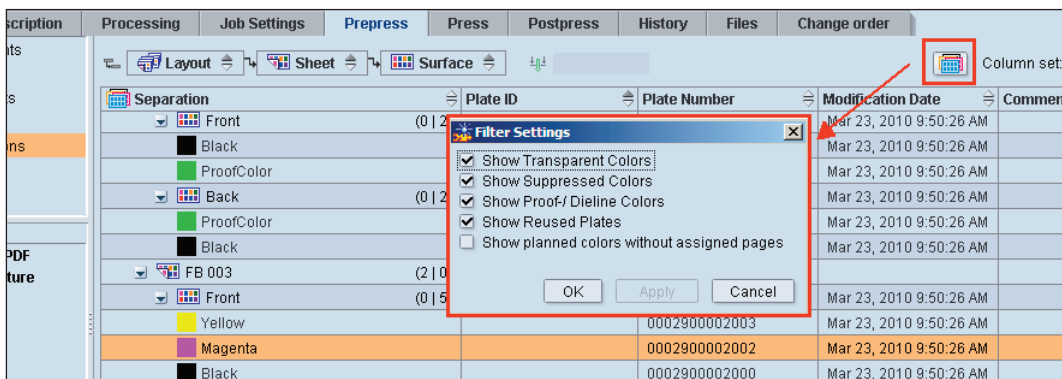 scription Processing Job Settings Prepress Press Postpress History Files Change order
nts
Layout Sheet Surface Column set:
ts Separation Plate ID Plate Number Modification Date Commen
Front (0 | 2 Mar 23, 2010 9:50:26 AM
ons Black Mar 23, 2010 9:50:26 AM
ProofColor Mar 23, 2010 9:50:26 AM
Back (0 | 2 Mar 23, 2010 9:50:26 AM
ProofColor Mar 23, 2010 9:50:26 AM
PDF Black Mar 23, 2010 9:50:26 AM
ture FB 003 (2 | 0
Front (0 | 5 Mar 23, 2010 9:50:26 AM
Yellow 0002900002003 Mar 23, 2010 9:50:26 AM
Magenta 0002900002002 Mar 23, 2010 9:50:26 AM
Black 0002900002000 Mar 23, 2010 9:50:26 AM
Filter Settings
Show Transparent Colors
Show Suppressed Colors
Show Proof-/ Dieline Colors
Show Reused Plates
Show planned colors without assigned pages
OK Apply Cancel